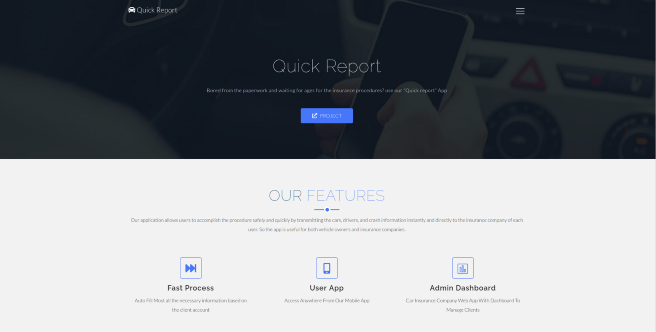 Quick Report
Quick Report
Bored from the paperwork and waiting for ages for the insurance procedures? use our "Quick report" App
PROJECT
OUR FEATURES
Our application allows users to accomplish the procedure safely and quickly by transmitting the cars, drivers, and crash information instantly and directly to the insurance company of each
user. So the app is useful for both vehicle owners and insurance companies.
Fast Process
Auto Fill Most all the necessary information based on
the client account
User App
Access Anywhere From Our Mobile App
Admin Dashboard
Our Insurance Company Web App With Dashboard To
Manage Clients